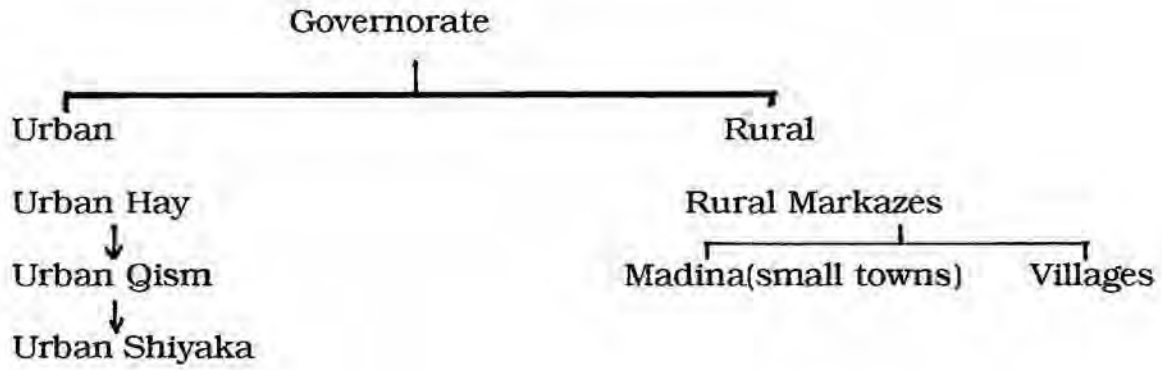 Governorate
Urban Rural
Urban Hay Rural Markazes
Urban Qism Madina(small towns) Villages
Urban Shiyaka